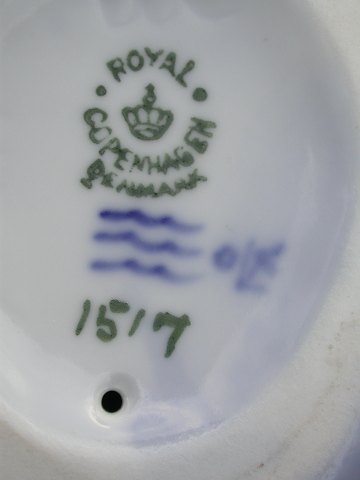 ROYAL
COPENHAGEN
DENMARK
1517